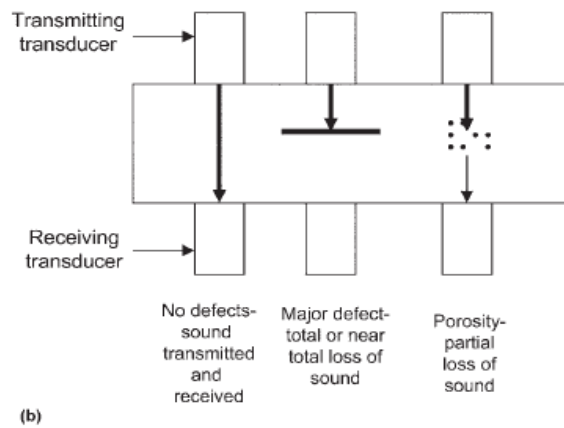 Transmitting
transducer
Receiving
transducer
No defects-
sound
transmitted
and
received
Major defect-
total or near
total loss of
sound
Porosity-
partial
loss of
sound
(b)